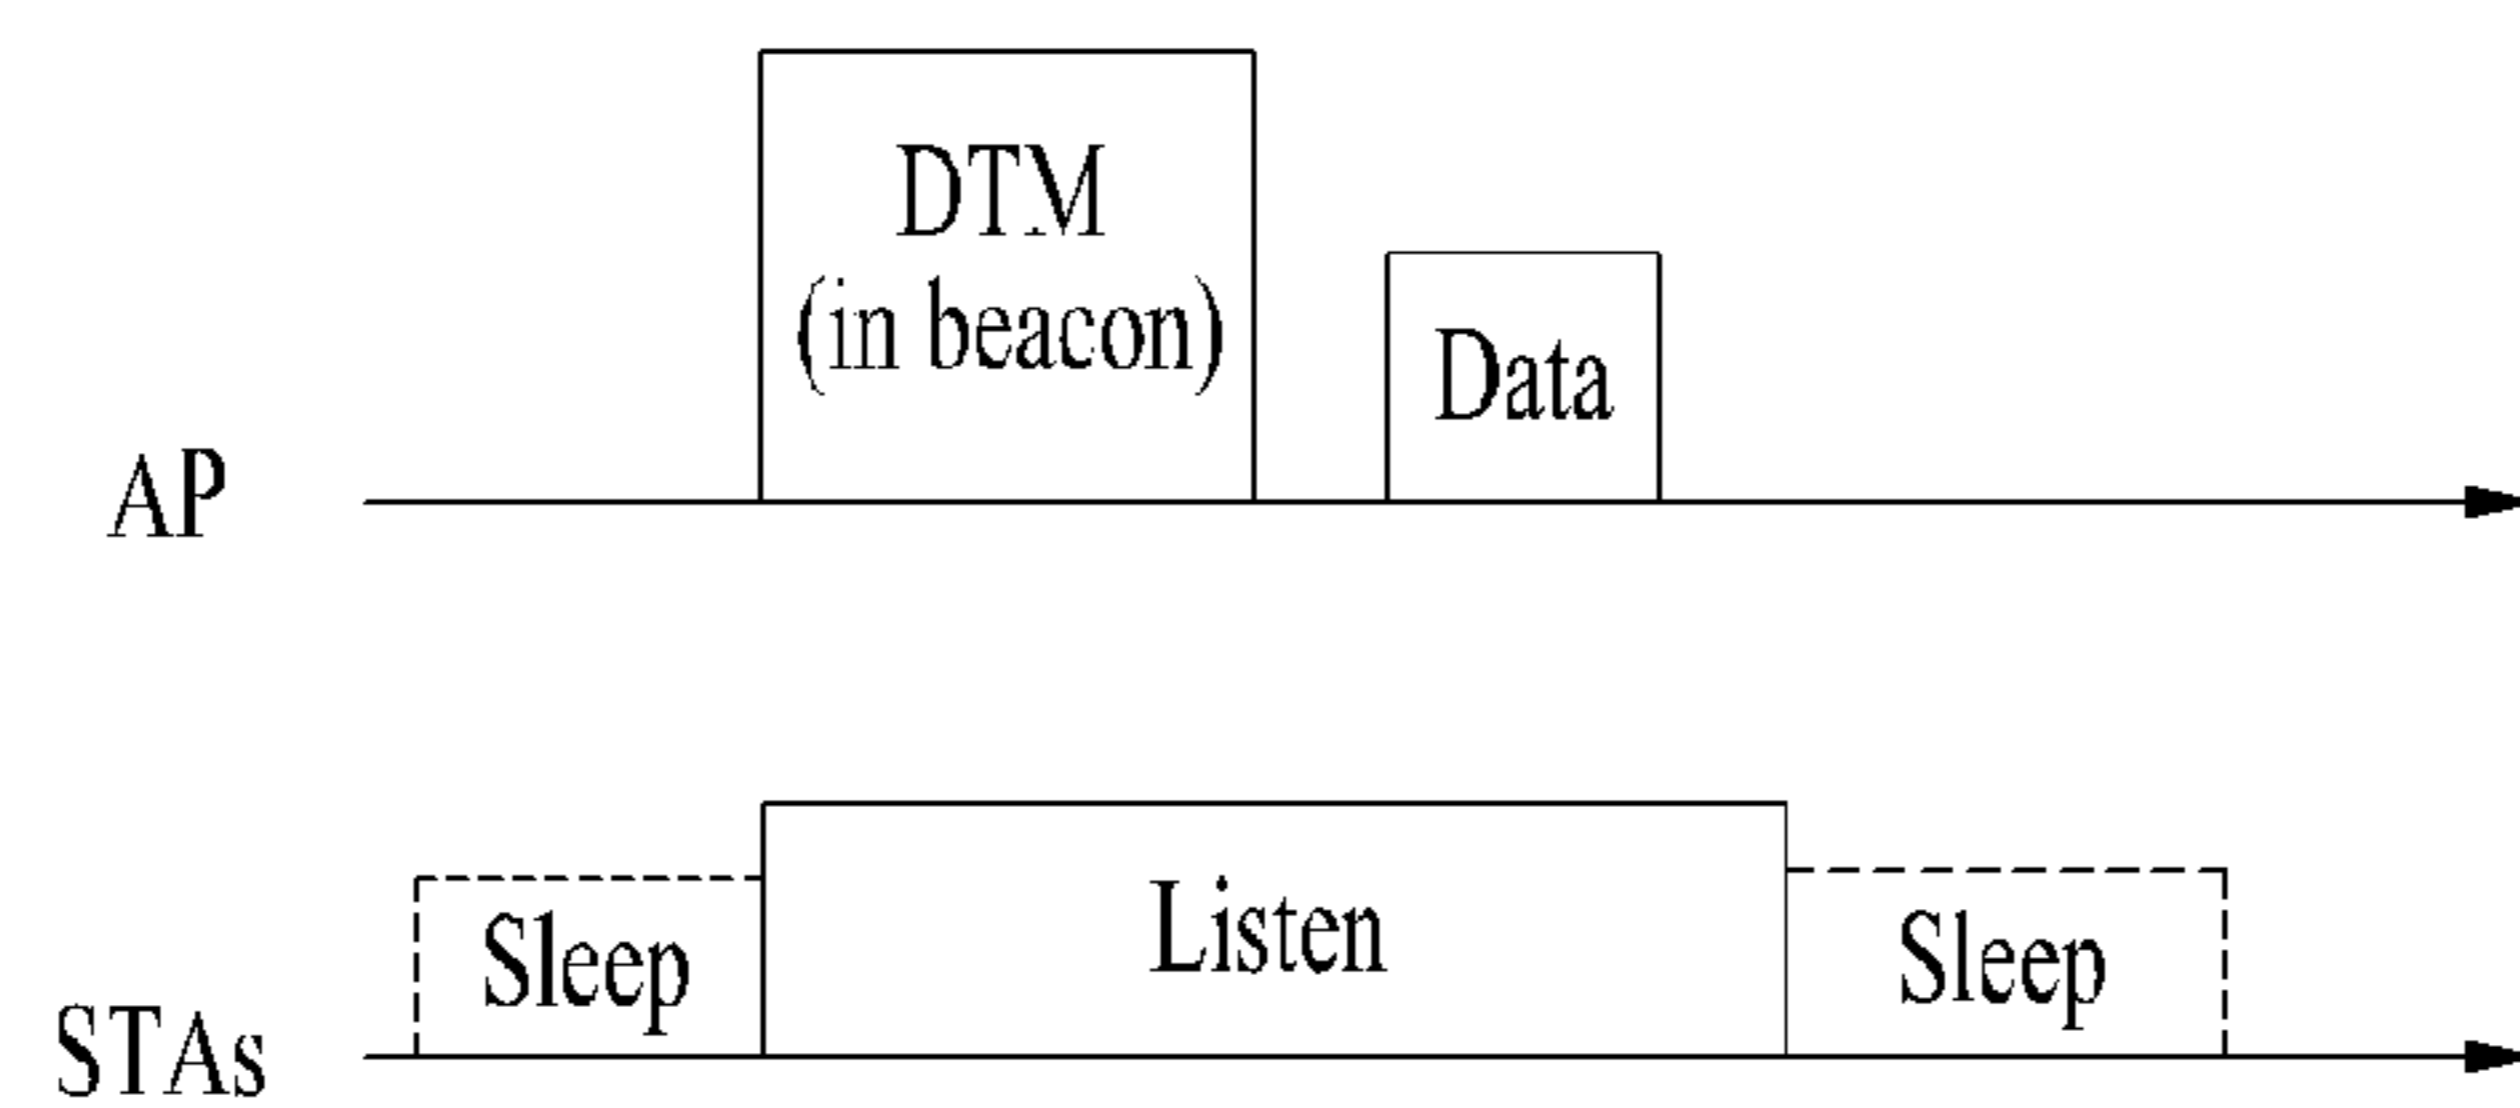 DTM
(in beacon)
Data
AP
Listen
Sleep
Sleep
STAs